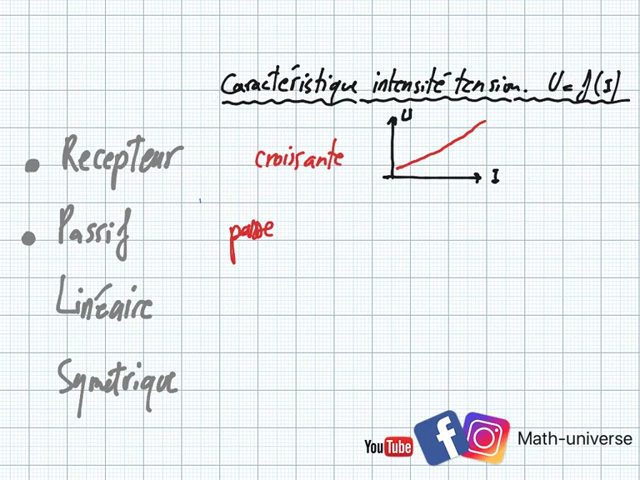 Caractéristique intensité tension. U = f(I)
U
• Recepteur croissante
I
• Passif passe
Linéaire
Symétrique
YouTube
Math-universe